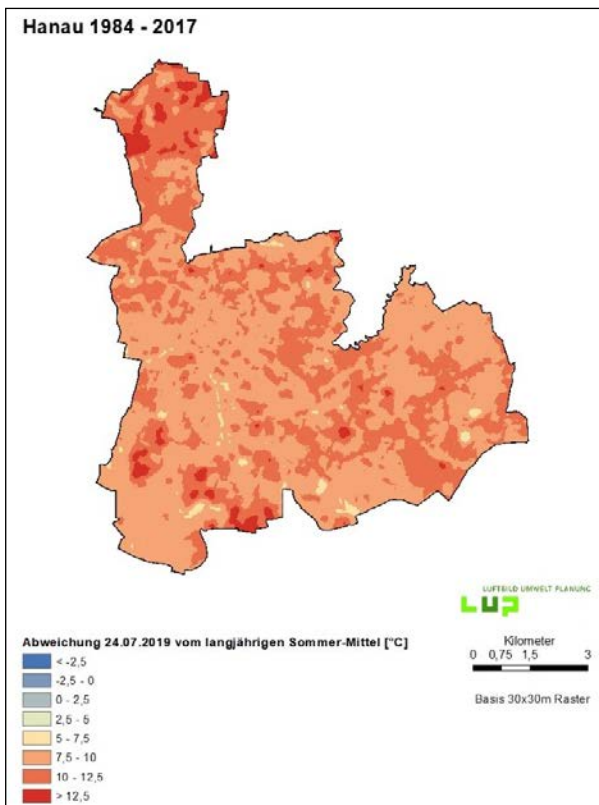 Hanau 1984 - 2017
LUFTBILD UMWELT PLANUNG
LUP
Abweichung 24.07.2019 vom langjährigen Sommer-Mittel [°C]
< -2,5
-2,5 - 0
0 - 2,5
2,5 - 5
5 - 7,5
7,5 - 10
10 - 12,5
> 12,5
Kilometer
0 0,75 1,5 3
Basis 30x30m Raster